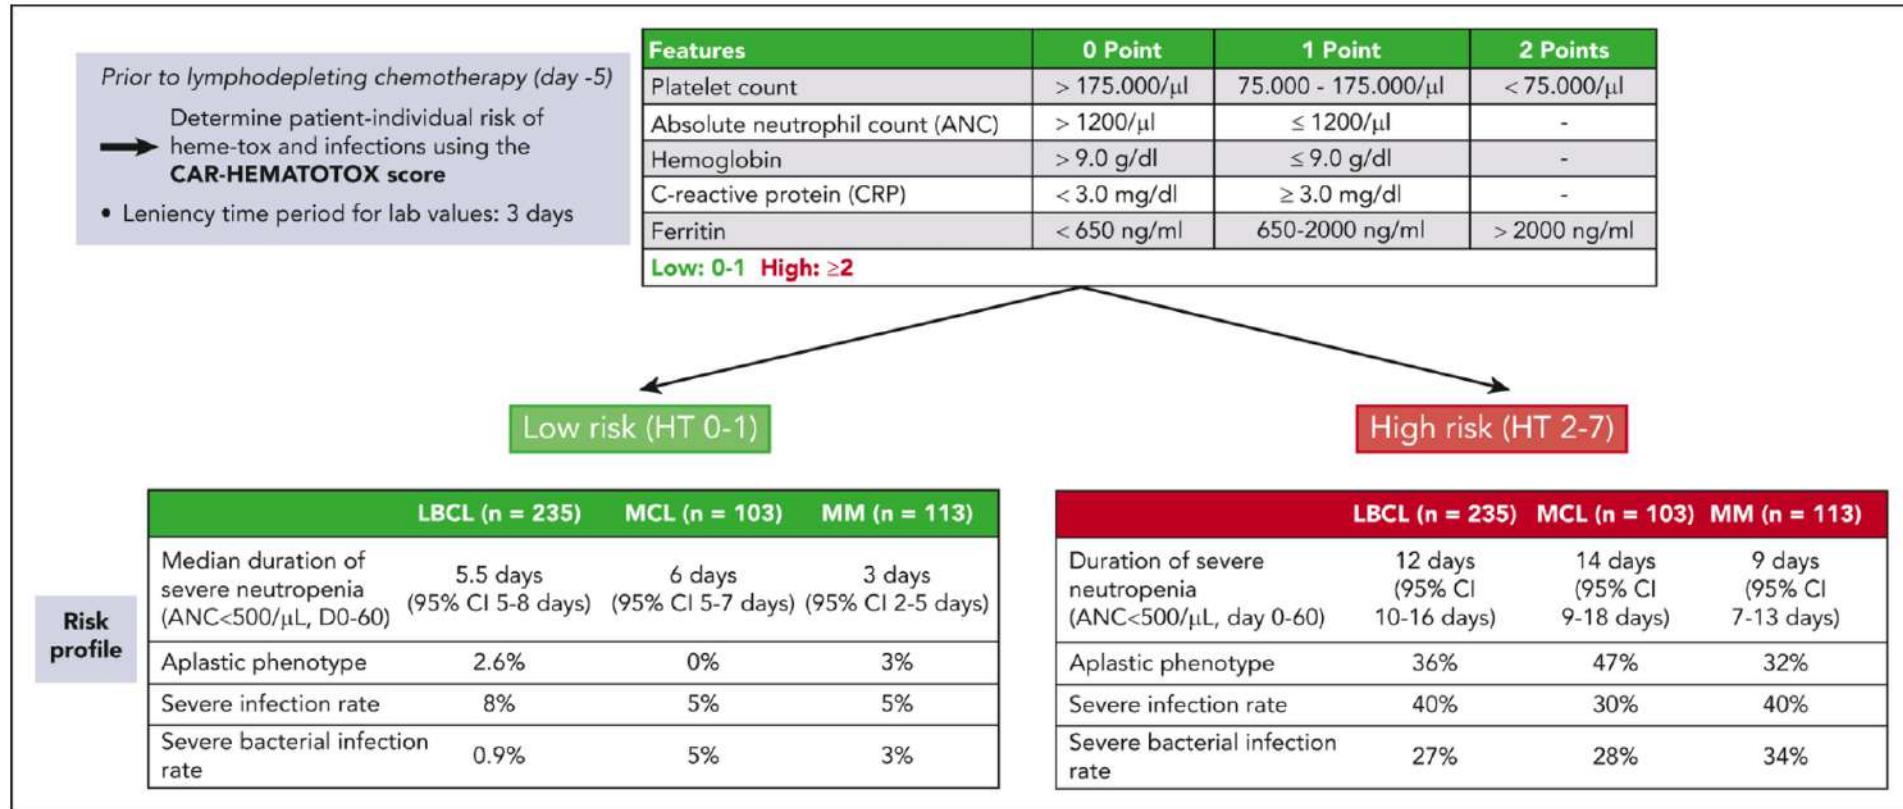 Prior to lymphodepleting chemotherapy (day -5)
Determine patient-individual risk of
heme-tox and infections using the
CAR-HEMATOTOX score
• Leniency time period for lab values: 3 days
Features 0 Point 1 Point 2 Points
Platelet count > 175.000/μl 75.000 - 175.000/μl < 75.000/μl
Absolute neutrophil count (ANC) > 1200/μl ≤ 1200/μl -
Hemoglobin > 9.0 g/dl ≤ 9.0 g/dl -
C-reactive protein (CRP) < 3.0 mg/dl ≥ 3.0 mg/dl -
Ferritin < 650 ng/ml 650-2000 ng/ml > 2000 ng/ml
Low: 0-1 High: ≥2
Low risk (HT 0-1)
High risk (HT 2-7)
Risk
profile
LBCL (n = 235) MCL (n = 103) MM (n = 113)
Median duration of
severe neutropenia
(ANC<500/μL, D0-60)
5.5 days 6 days 3 days
(95% CI 5-8 days) (95% CI 5-7 days) (95% CI 2-5 days)
Aplastic phenotype 2.6% 0% 3%
Severe infection rate 8% 5% 5%
Severe bacterial infection
rate
0.9% 5% 3%
LBCL (n = 235) MCL (n = 103) MM (n = 113)
Duration of severe
neutropenia
(ANC<500/μL, day 0-60)
12 days 14 days 9 days
(95% CI (95% CI (95% CI
10-16 days) 9-18 days) 7-13 days)
Aplastic phenotype 36% 47% 32%
Severe infection rate 40% 30% 40%
Severe bacterial infection
rate
27% 28% 34%